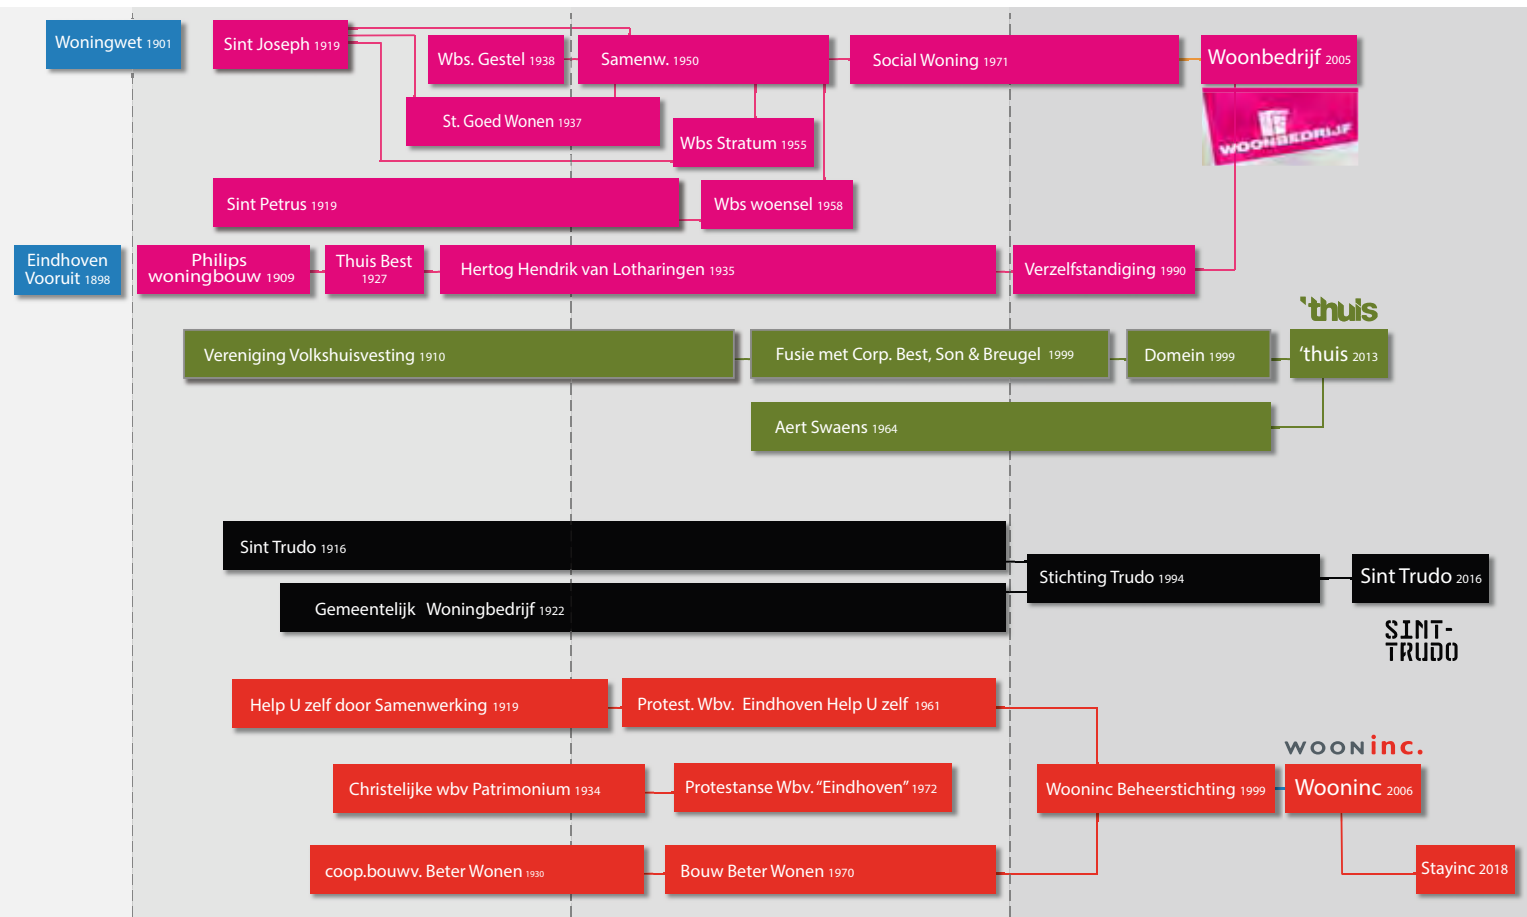 Woningwet 1901
Sint Joseph 1919
Wbs. Gestel 1938
Samenw. 1950
Social Woning 1971
Woonbedrijf 2005
WOONBEDRIJF
St. Goed Wonen 1937
Wbs Stratum 1955
Sint Petrus 1919
Wbs woensel 1958
Eindhoven
Vooruit 1898
Philips
woningbouw 1909
Thuis Best
1927
Hertog Hendrik van Lotharingen 1935
Verzelfstandiging 1990
'thuis
Vereniging Volkshuisvesting 1910
Fusie met Corp. Best, Son & Breugel 1999
Domein 1999
‘thuis 2013
Aert Swaens 1964
Sint Trudo 1916
Gemeentelijk Woningbedrijf 1922
Stichting Trudo 1994
Sint Trudo 2016
SINT-
TRUDO
Help U zelf door Samenwerking 1919
Protest. Wbv. Eindhoven Help U zelf 1961
WOONinc.
Christelijke wbv Patrimonium 1934
Protestanse Wbv. “Eindhoven” 1972
Wooninc Beheerstichting 1999
Wooninc 2006
coop.bouwv. Beter Wonen 1930
Bouw Beter Wonen 1970
Stayinc 2018